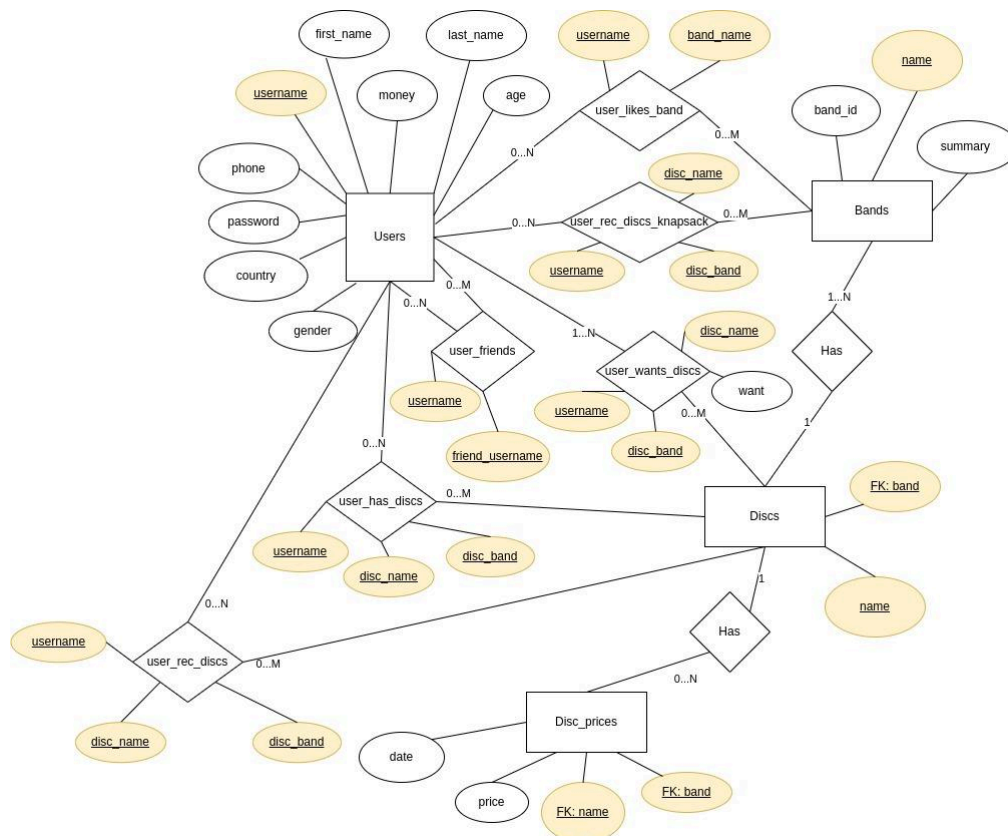 first_name
last_name
username
band_name
name
username
money
age
user_likes_band
band_id
summary
0...M
phone
0...N
disc_name
password
Users
0...N
user_rec_discs_knapsack
0...M
Bands
country
username
disc_band
0...M
0...N
1...N
gender
1...N
disc_name
user_friends
Has
user_wants_discs
want
username
username
0...M
disc_band
1
friend_username
0...N
FK: band
user_has_discs
0...M
Discs
username
disc_band
disc_name
1
name
0...N
Has
username
user_rec_discs
0...M
0...N
disc_name
disc_band
Disc_prices
date
price
FK: name
FK: band